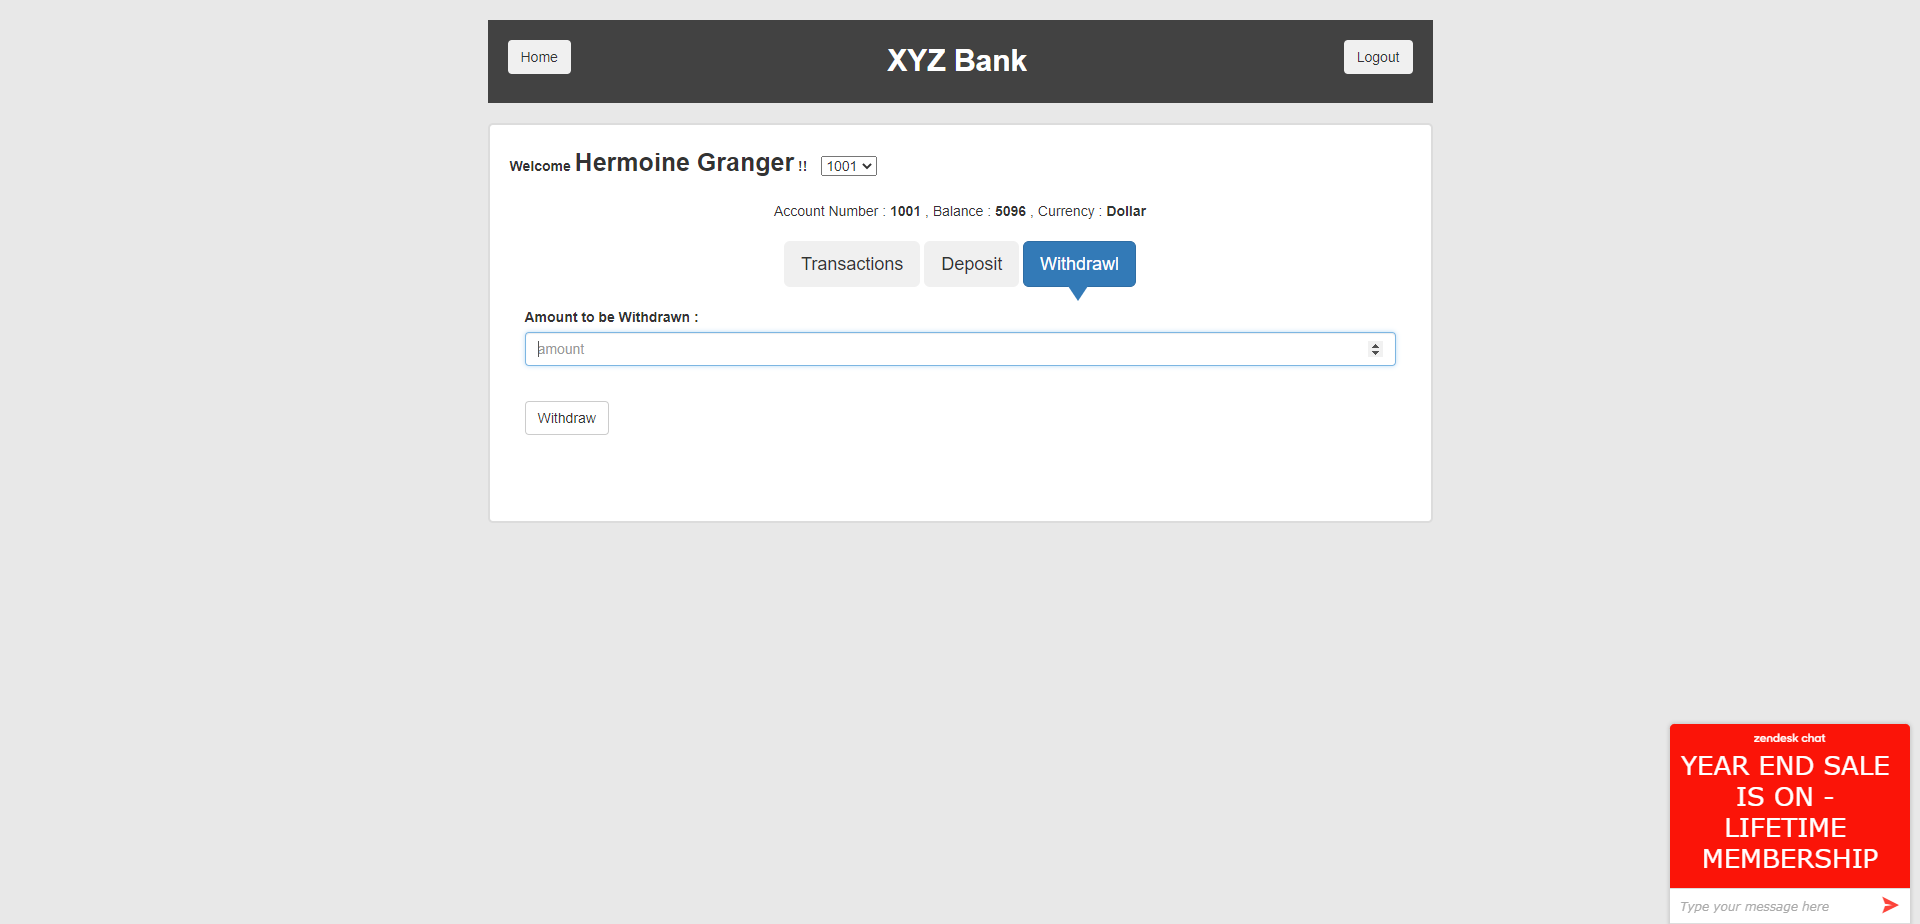 Home
XYZ Bank
Logout
Welcome Hermoine Granger !! 1001
Account Number : 1001 , Balance : 5096 , Currency : Dollar
Transactions
Deposit
Withdrawl
Amount to be Withdrawn :
amount
Withdraw
zendesk chat
YEAR END SALE
IS ON -
LIFETIME
MEMBERSHIP
Type your message here